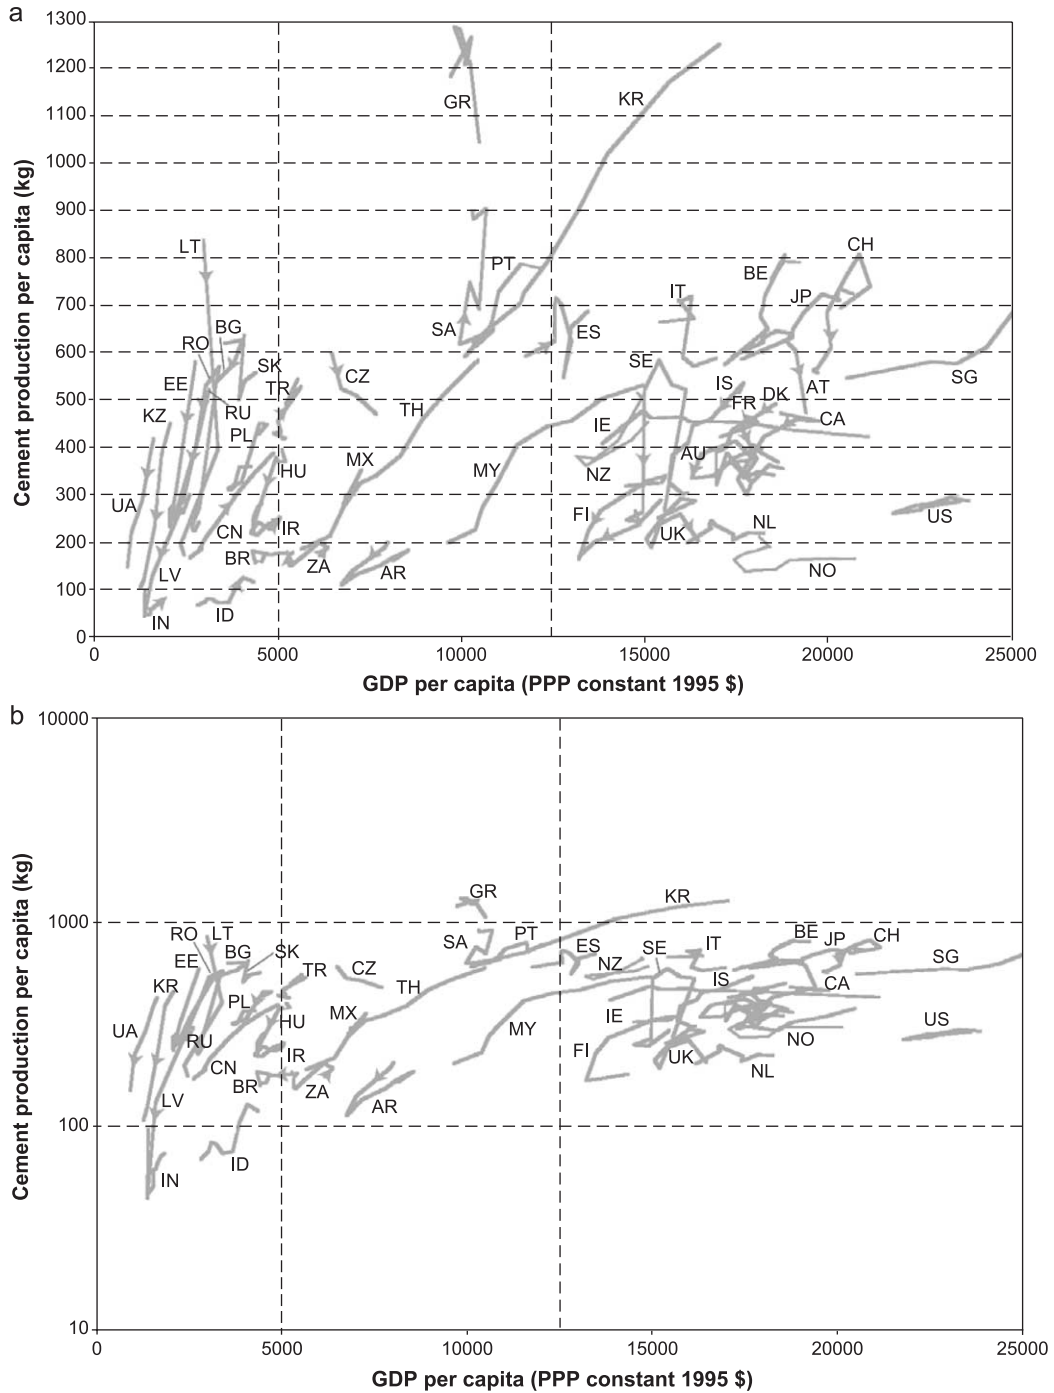 a
1300
1200
GR
KR
1100
1000
900
LT
PT
CH
800
BE
IT
JP
700
BG
RO
SA
ES
600
SK
SE
EE
TR
CZ
SG
IS
DK
AT
500
KZ
RU
TH
FR
CA
PL
IE
400
HU
MX
MY
NZ
AU
300
UA
CN
IR
FI
UK
NL
US
200
BR
ZA
LV
AR
NO
100
IN
ID
0
0 5000 10000 15000 20000 25000
GDP per capita (PPP constant 1995 $)
Cement production per capita (kg)
b
10000
GR
KR
1000
RO
LT
BG
SK
SA
PT
ES
SE
IT
BE
JP
CH
EE
TR
CZ
NZ
SG
KR
PL
MX
TH
IS
CA
UA
RU
HU
MY
IE
US
CN
IR
FI
UK
NO
LV
BR
ZA
AR
NL
100
IN
ID
10
0 5000 10000 15000 20000 25000
GDP per capita (PPP constant 1995 $)
Cement production per capita (kg)